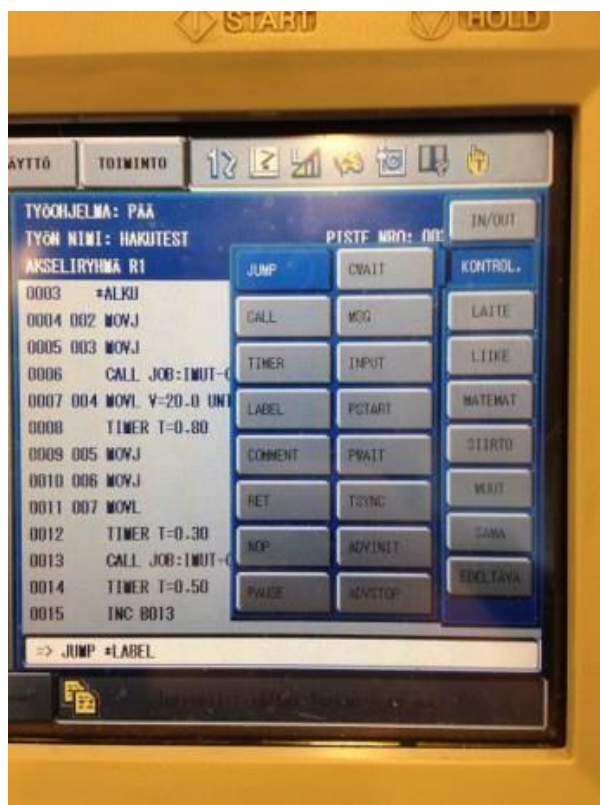 START
HOLD
TOIMINTO
TYÖOHJELMA: PÄÄ
TYÖN NIMI: HAKUTEST
PISTE NRO:
AKSELIRYHMÄ R1
0003 *ALKU
0004 002 MOVJ
0005 003 MOVJ
0006 CALL JOB:IMUT-
0007 004 MOVL V=20.0
0008 TIMER T=0.80
0009 005 MOVJ
0010 006 MOVJ
0011 007 MOVL
0012 TIMER T=0.30
0013 CALL JOB:IMUT-
0014 TIMER T=0.50
0015 INC B013
JUMP
CALL
TIMER
LABEL
COMMENT
RET
NOP
PAUSE
CWAIT
MSG
INPUT
PSTART
PWAIT
TSYNC
ADVINIT
ADVSTOP
IN/OUT
KONTROL.
LAITE
LIIKE
MATEMAT
SIIRTO
MUUT
SAMA
EDELTÄVÄ
=> JUMP *LABEL